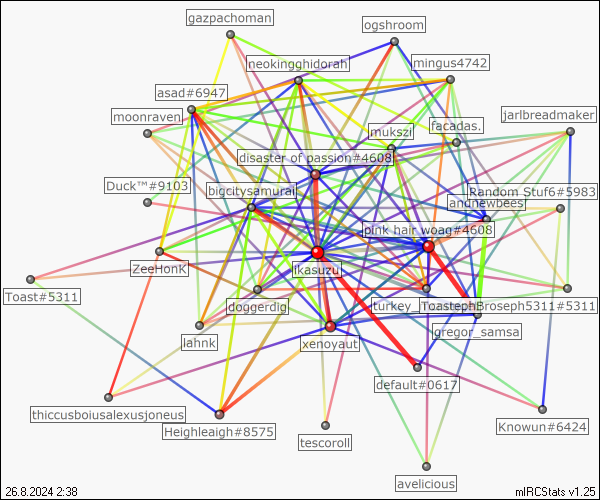 gazpachoman
ogshroom
neokingghidorah
mingus4742
asad#6947
moonraven
jarlbreadmaker
mukszi
facadas.
disaster of passion#4608
Duck™#9103
bigcitysamurai
Random Stuf6#5983
andnewbees
pink hair woag#4608
ZeeHonK
ikasuzu
Toast#5311
doggerdig
turkey_
ToastephBroseph5311#5311
gregor_samsa
lahnk
xenoyaut
default#0617
thiccusboiusalexusjoneus
Heighleaigh#8575
Knowun#6424
tescoroll
avelicious
26.8.2024 2:38
mIRCStats v1.25